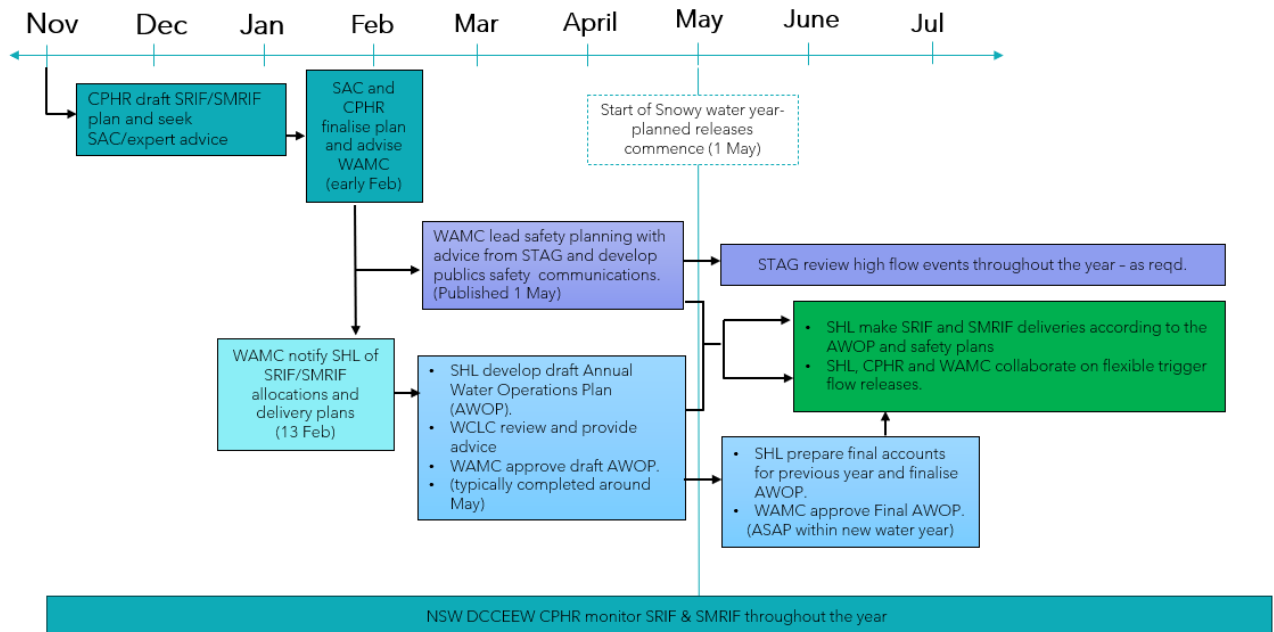 Nov Dec Jan Feb Mar April May June Jul
CPHR draft SRIF/SMRIF
plan and seek
SAC/expert advice
SAC and
CPHR
finalise plan
and advise
WAMC
(early Feb)
Start of Snowy water year-
planned releases
commence (1 May)
WAMC lead safety planning with
advice from STAG and develop
publics safety communications.
(Published 1 May)
STAG review high flow events throughout the year – as reqd.
WAMC notify SHL of
SRIF/SMRIF
allocations and
delivery plans
(13 Feb)
• SHL develop draft Annual
Water Operations Plan
(AWOP).
• WCLC review and provide
advice
• WAMC approve draft AWOP.
• (typically completed around
May)
• SHL make SRIF and SMRIF deliveries according to the
AWOP and safety plans
• SHL, CPHR and WAMC collaborate on flexible trigger
flow releases.
• SHL prepare final accounts
for previous year and finalise
AWOP.
• WAMC approve Final AWOP.
(ASAP within new water year)
NSW DCCEEW CPHR monitor SRIF & SMRIF throughout the year